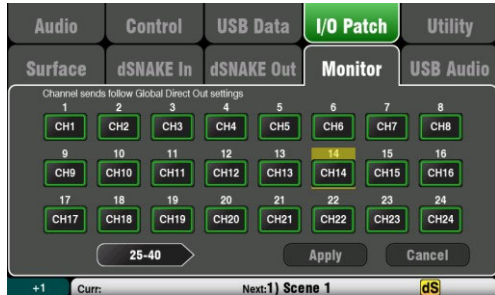 Audio Control USB Data I/O Patch Utility
Surface dSNAKE In dSNAKE Out Monitor USB Audio
Channel sends follow Global Direct Out settings
1 2 3 4 5 6 7 8
CH1 CH2 CH3 CH4 CH5 CH6 CH7 CH8
9 10 11 12 13 14 15 16
CH9 CH10 CH11 CH12 CH13 CH14 CH15 CH16
17 18 19 20 21 22 23 24
CH17 CH18 CH19 CH20 CH21 CH22 CH23 CH24
25-40 Apply Cancel
+1 Curr: Next:1) Scene 1 dS